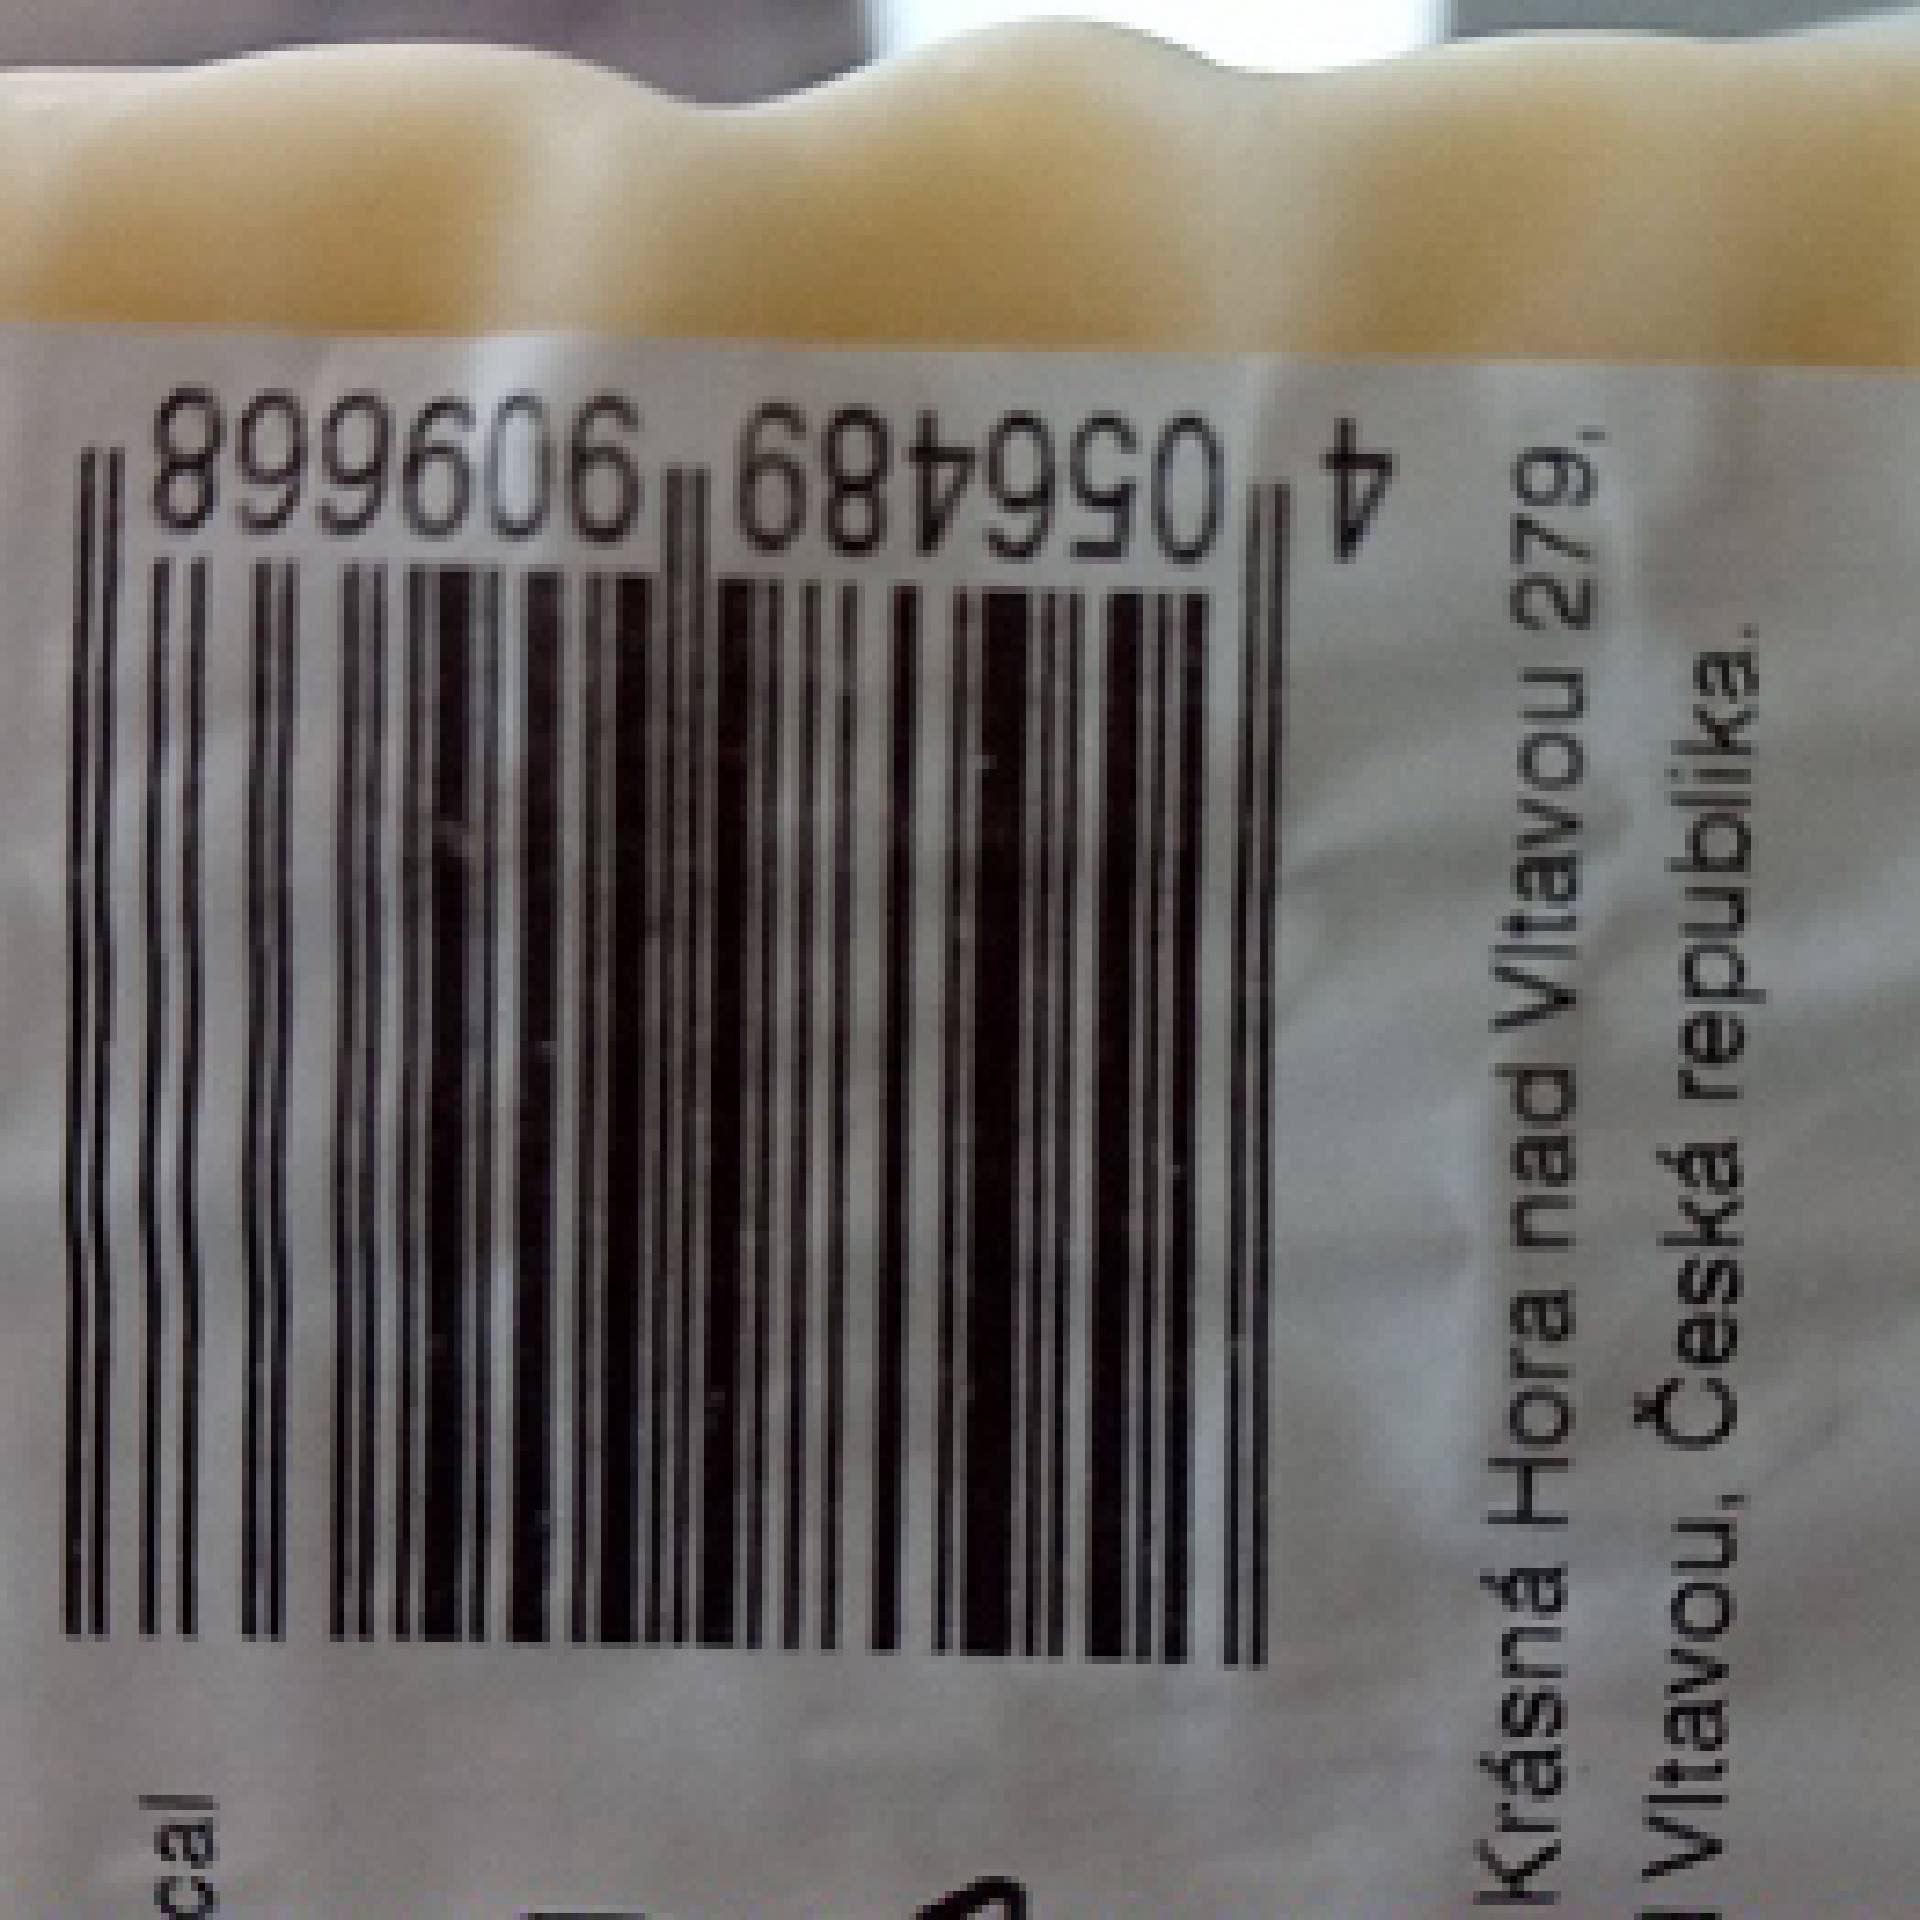 4 056489 909668
Krásná Hora nad Vltavou 279,
Vltavou, Česká republika.
cal